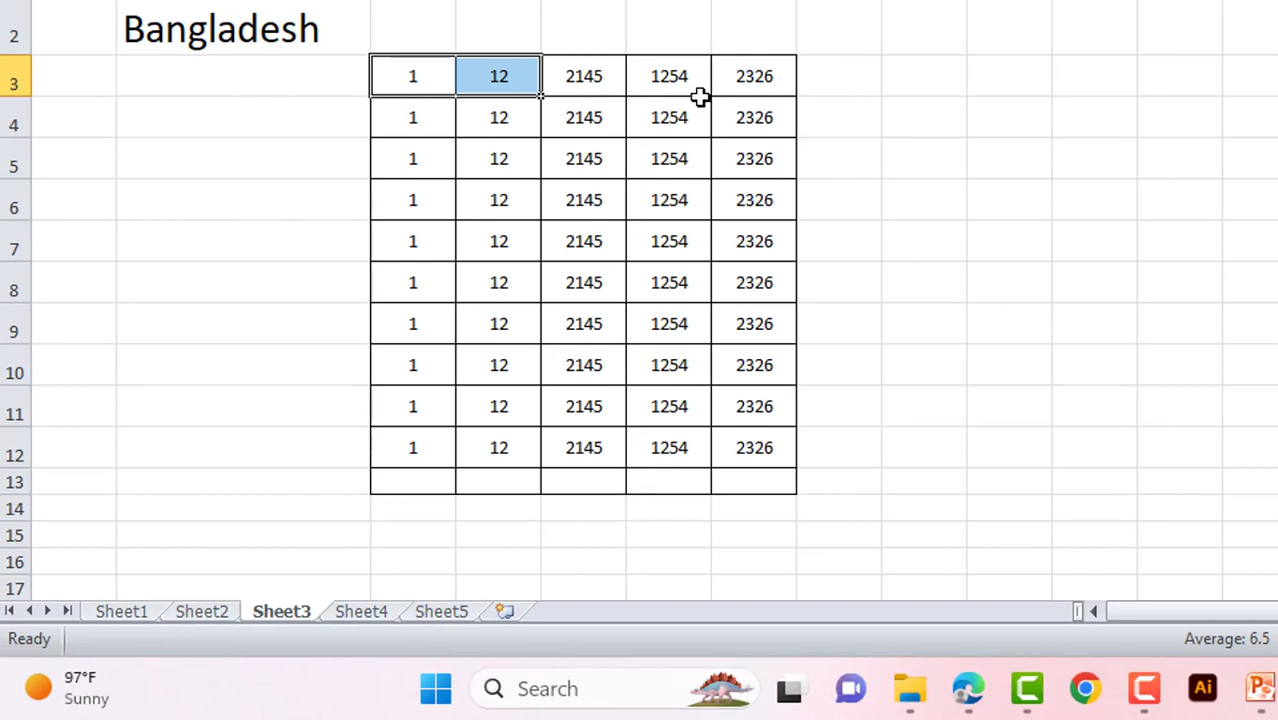 2 Bangladesh
3 1 12 2145 1254 2326
4 1 12 2145 1254 2326
5 1 12 2145 1254 2326
6 1 12 2145 1254 2326
7 1 12 2145 1254 2326
8 1 12 2145 1254 2326
9 1 12 2145 1254 2326
10 1 12 2145 1254 2326
11 1 12 2145 1254 2326
12 1 12 2145 1254 2326
13
14
15
16
17
Sheet1 Sheet2 Sheet3 Sheet4 Sheet5
Ready Average: 6.5
97°F
Sunny
Search
Ai